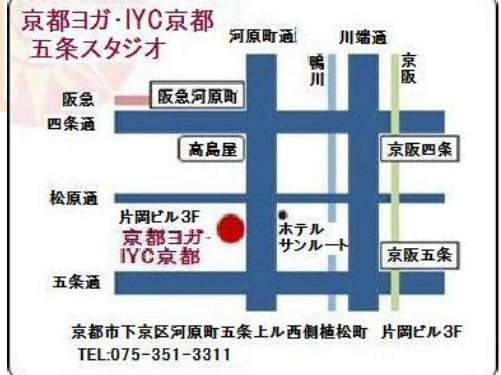 京都ヨガ・IYC京都
五条スタジオ
河原町通
川端通
鴨川
京阪
阪急
阪急河原町
四条通
高島屋
京阪四条
松原通
片岡ビル3F
京都ヨガ・
IYC京都
ホテル
サンルート
京阪五条
五条通
京都市下京区河原町五条上ル西側植松町 片岡ビル3F
TEL:075-351-3311